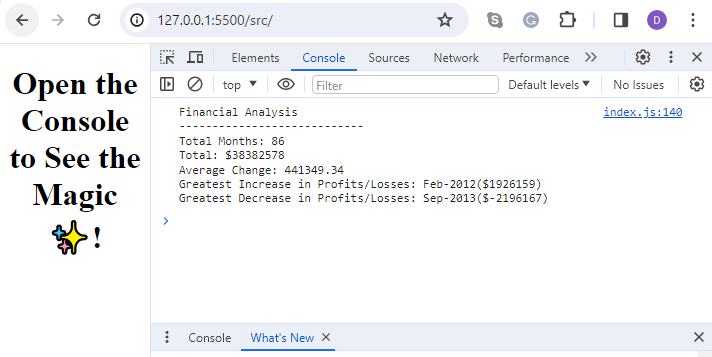 127.0.0.1:5500/src/
D
Open the
Console
to See the
Magic
✨!
Elements Console Sources Network Performance
top Filter Default levels No Issues
Financial Analysis index.js:140
----------------------------
Total Months: 86
Total: $38382578
Average Change: 441349.34
Greatest Increase in Profits/Losses: Feb-2012($1926159)
Greatest Decrease in Profits/Losses: Sep-2013($-2196167)
Console What's New